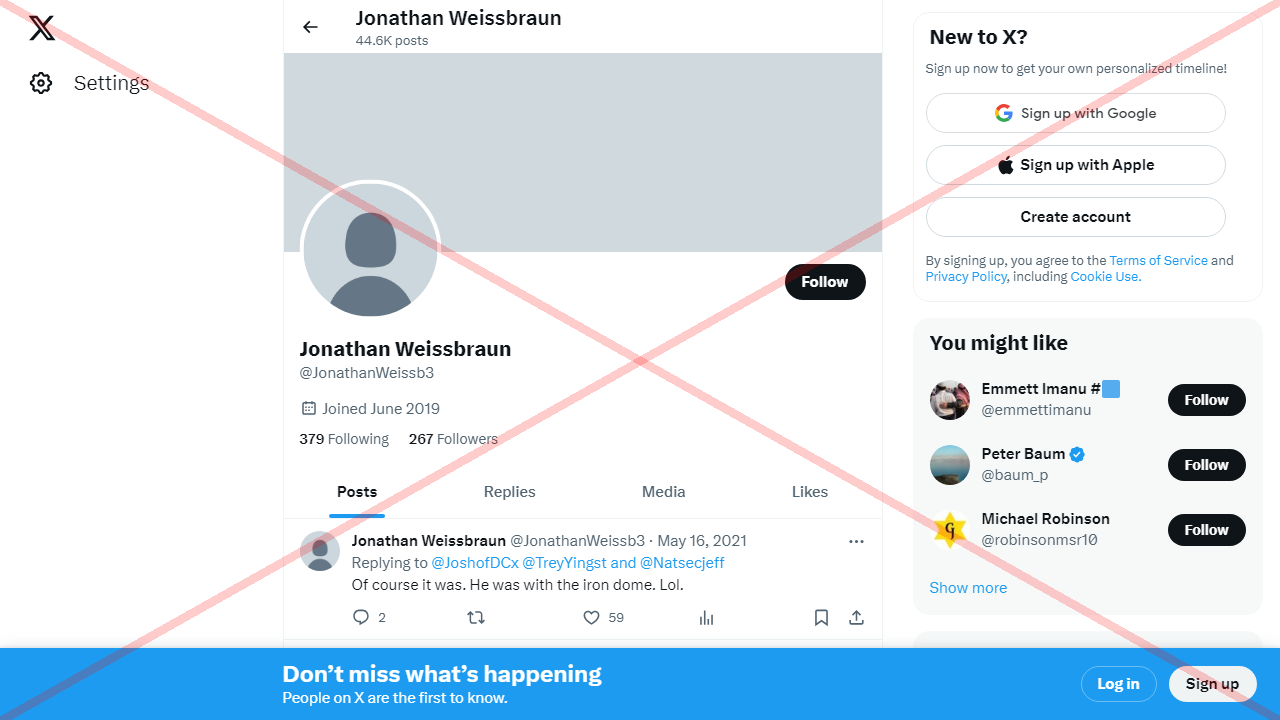 Settings
Jonathan Weissbraun
44.6K posts
Follow
Jonathan Weissbraun
@JonathanWeissb3
Joined June 2019
379 Following 267 Followers
Posts Replies Media Likes
Jonathan Weissbraun @JonathanWeissb3 · May 16, 2021
Replying to @JoshofDCx @TreyYingst and @Natsecjeff
Of course it was. He was with the iron dome. Lol.
2 59
New to X?
Sign up now to get your own personalized timeline!
Sign up with Google
Sign up with Apple
Create account
By signing up, you agree to the Terms of Service and
Privacy Policy, including Cookie Use.
You might like
Emmett Imanu #
@emmettimanu
Follow
Peter Baum
@baum_p
Follow
Michael Robinson
@robinsonmsr10
Follow
Show more
Don’t miss what’s happening
People on X are the first to know.
Log in Sign up